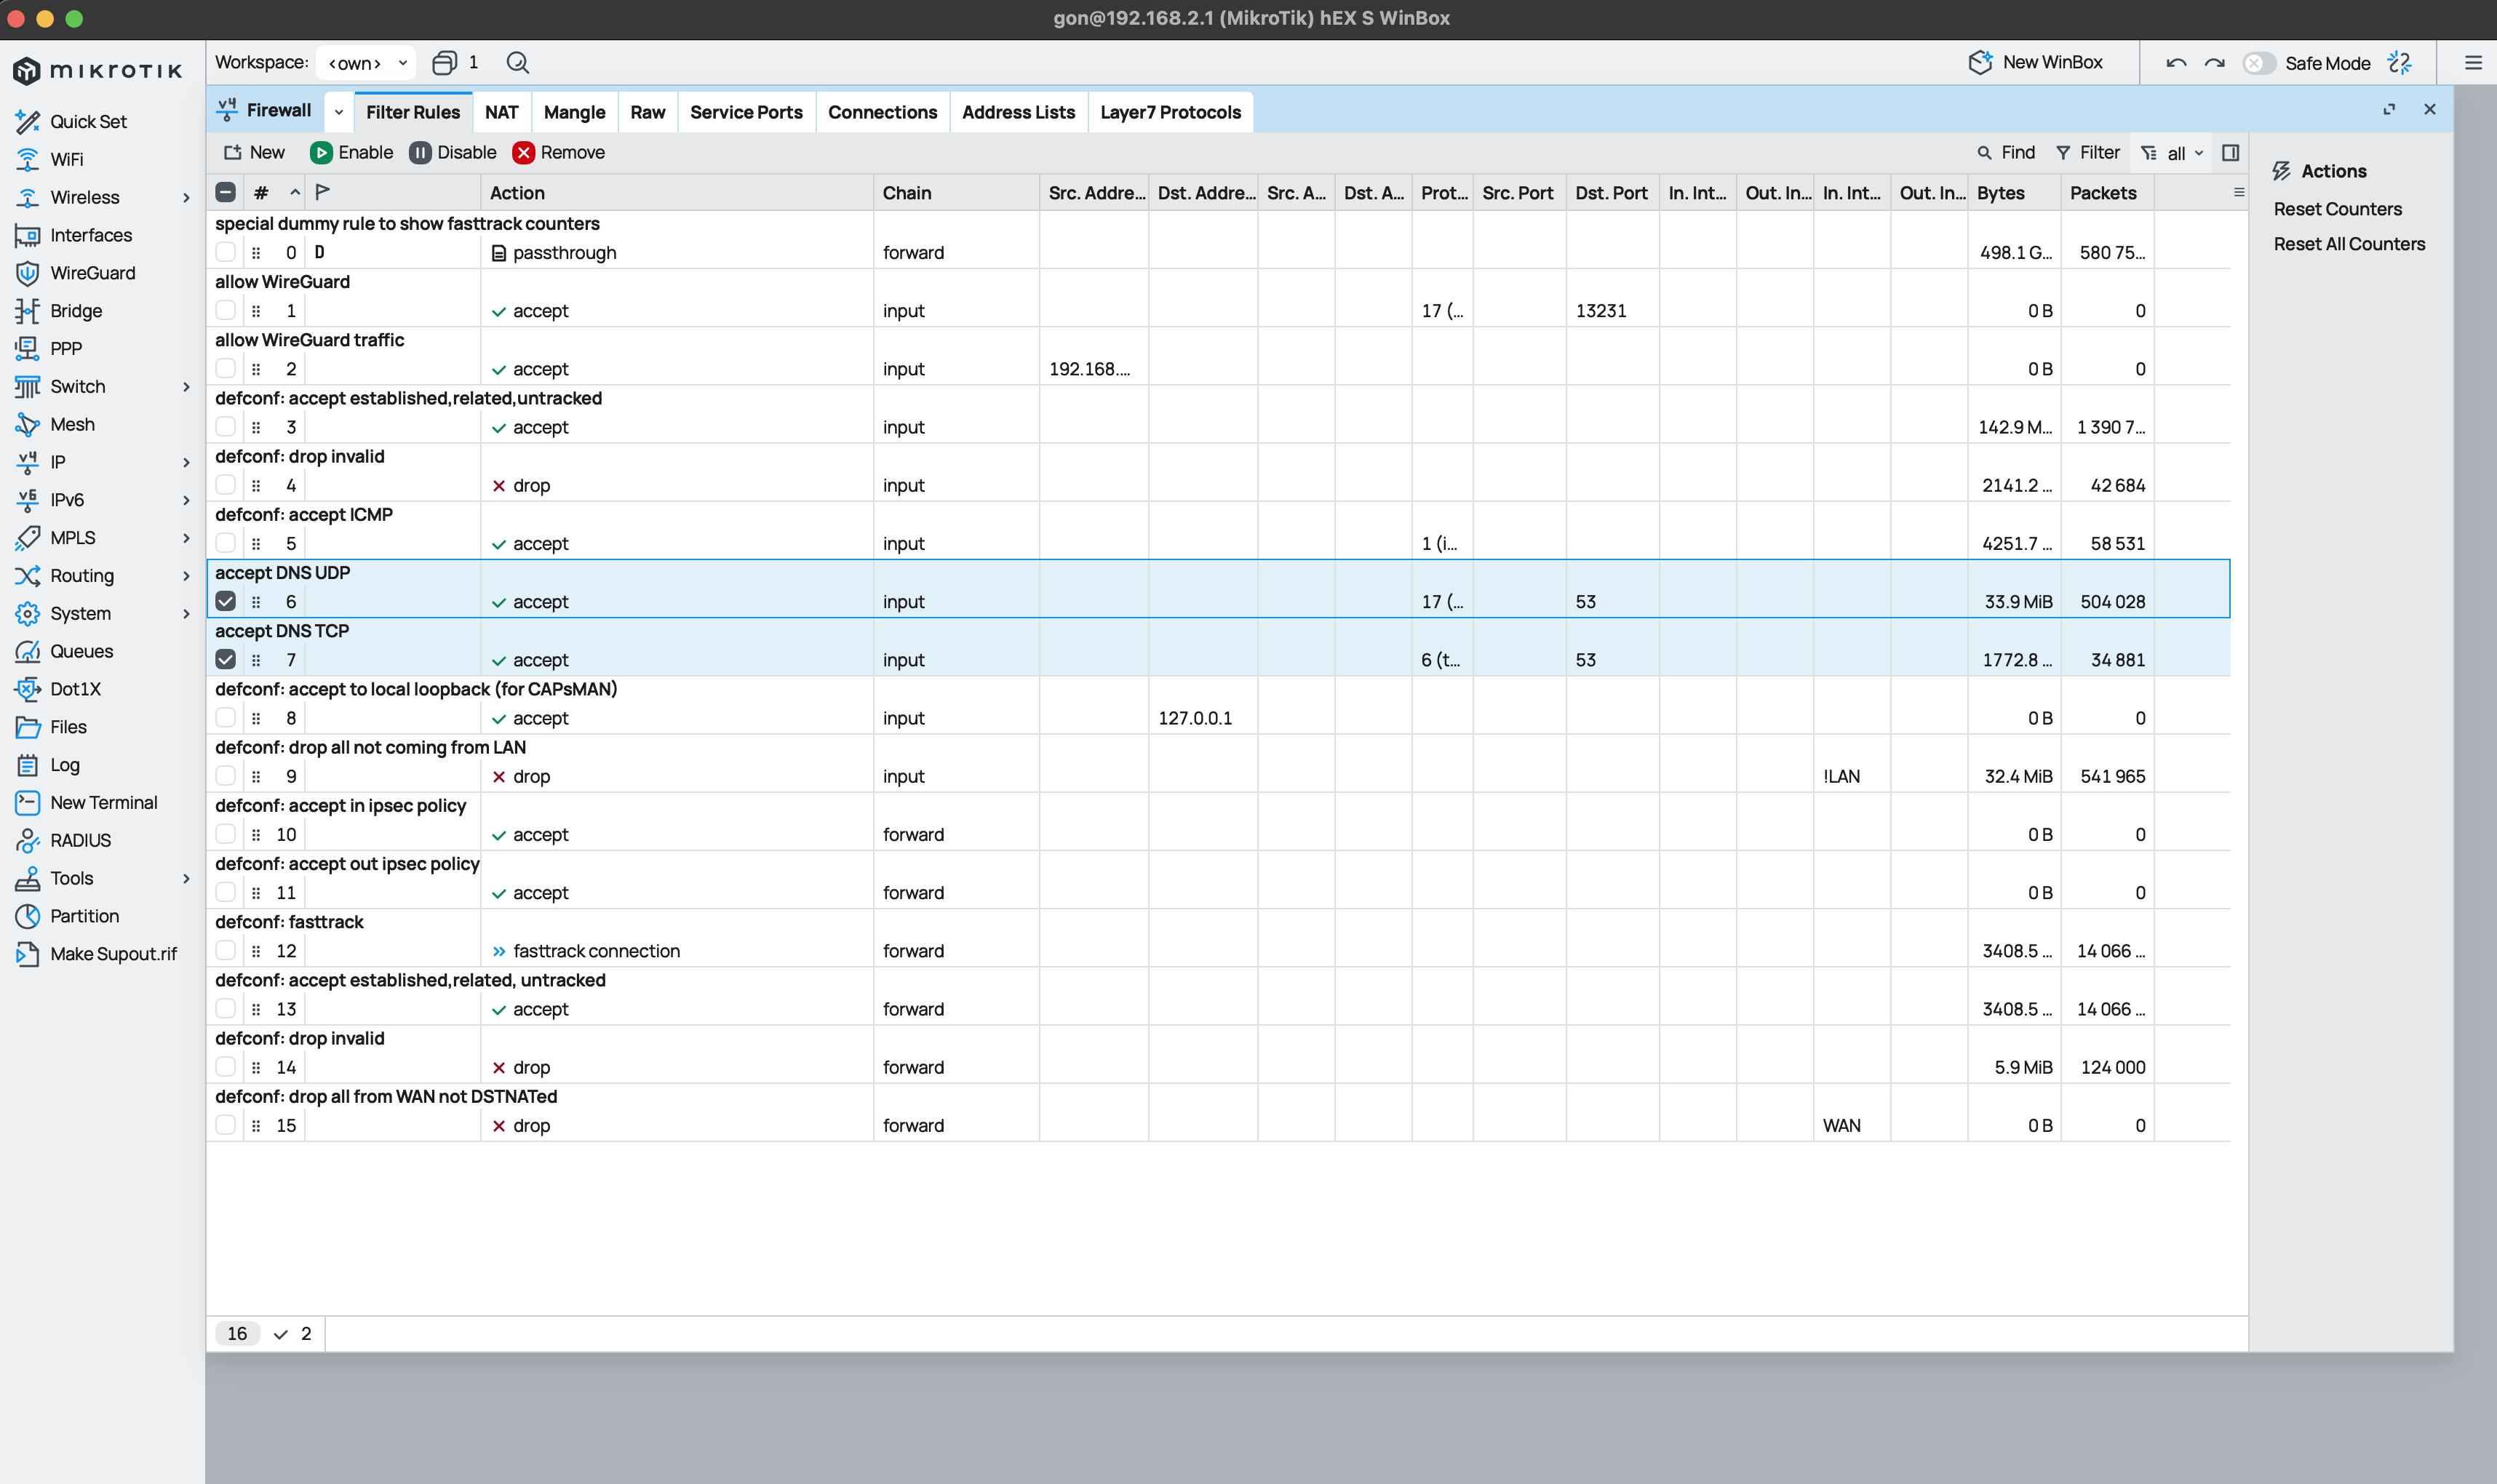 gon@192.168.2.1 (MikroTik) hEX S WinBox
mikrotik
Workspace: <own> 1
New WinBox Safe Mode
Quick Set
WiFi
Wireless
Interfaces
WireGuard
Bridge
PPP
Switch
Mesh
IP
IPv6
MPLS
Routing
System
Queues
Dot1X
Files
Log
New Terminal
RADIUS
Tools
Partition
Make Supout.rif
v4 Firewall Filter Rules NAT Mangle Raw Service Ports Connections Address Lists Layer7 Protocols
New Enable Disable Remove Find Filter all
# Action Chain Src. Addre... Dst. Addre... Src. A... Dst. A... Prot... Src. Port Dst. Port In. Int... Out. In... In. Int... Out. In... Bytes Packets
special dummy rule to show fasttrack counters
0 D passthrough forward 498.1 G... 580 75...
allow WireGuard
1 accept input 17 (... 13231 0 B 0
allow WireGuard traffic
2 accept input 192.168.... 0 B 0
defconf: accept established,related,untracked
3 accept input 142.9 M... 1 390 7...
defconf: drop invalid
4 drop input 2141.2 ... 42 684
defconf: accept ICMP
5 accept input 1 (i... 4251.7 ... 58 531
accept DNS UDP
6 accept input 17 (... 53 33.9 MiB 504 028
accept DNS TCP
7 accept input 6 (t... 53 1772.8 ... 34 881
defconf: accept to local loopback (for CAPsMAN)
8 accept input 127.0.0.1 0 B 0
defconf: drop all not coming from LAN
9 drop input !LAN 32.4 MiB 541 965
defconf: accept in ipsec policy
10 accept forward 0 B 0
defconf: accept out ipsec policy
11 accept forward 0 B 0
defconf: fasttrack
12 fasttrack connection forward 3408.5 ... 14 066 ...
defconf: accept established,related, untracked
13 accept forward 3408.5 ... 14 066 ...
defconf: drop invalid
14 drop forward 5.9 MiB 124 000
defconf: drop all from WAN not DSTNATed
15 drop forward WAN 0 B 0
16 2
Actions
Reset Counters
Reset All Counters